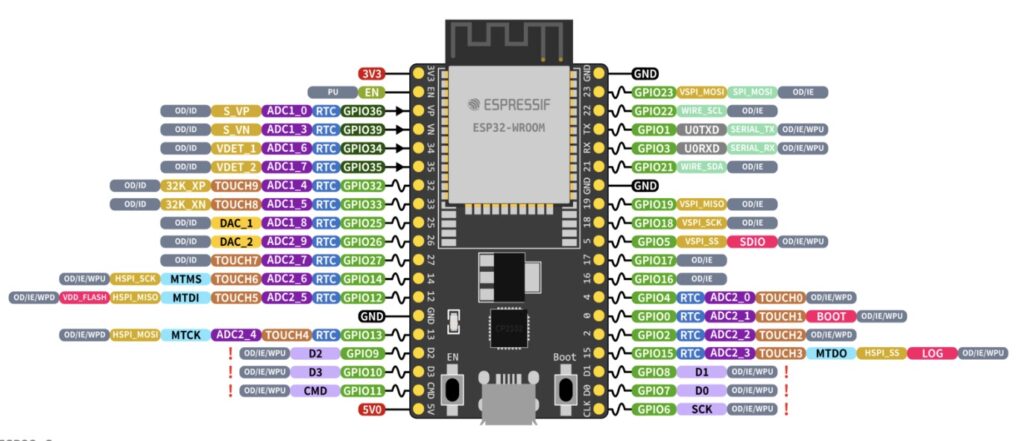 3V3 3V3 GND GND
PU EN EN 23 GPIO23 VSPI_MOSI SPI_MOSI OD/IE
OD/ID S_VP ADC1_0 RTC GPIO36 VP 22 GPIO22 WIRE_SCL OD/IE
OD/ID S_VN ADC1_3 RTC GPIO39 VN TX GPIO1 U0TXD SERIAL_TX OD/IE/WPU
OD/ID VDET_1 ADC1_6 RTC GPIO34 34 RX GPIO3 U0RXD SERIAL_RX OD/IE/WPU
OD/ID VDET_2 ADC1_7 RTC GPIO35 35 21 GPIO21 WIRE_SDA OD/IE
OD/ID 32K_XP TOUCH9 ADC1_4 RTC GPIO32 32 GND GND
OD/ID 32K_XN TOUCH8 ADC1_5 RTC GPIO33 33 19 GPIO19 VSPI_MISO OD/IE
OD/ID DAC_1 ADC1_8 RTC GPIO25 25 18 GPIO18 VSPI_SCK OD/IE
OD/ID DAC_2 ADC2_9 RTC GPIO26 26 5 GPIO5 VSPI_SS SDIO OD/IE/WPU
OD/ID TOUCH7 ADC2_7 RTC GPIO27 27 17 GPIO17 OD/IE
OD/IE/WPU HSPI_SCK MTMS TOUCH6 ADC2_6 RTC GPIO14 14 16 GPIO16 OD/IE
OD/IE/WPD VDD_FLASH HSPI_MISO MTDI TOUCH5 ADC2_5 RTC GPIO12 12 4 GPIO4 RTC ADC2_0 TOUCH0 OD/IE/WPD
GND GND 0 GPIO0 RTC ADC2_1 TOUCH1 BOOT OD/IE/WPU
OD/IE/WPD HSPI_MOSI MTCK ADC2_4 TOUCH4 RTC GPIO13 13 2 GPIO2 RTC ADC2_2 TOUCH2 OD/IE/WPD
! OD/IE/WPU D2 GPIO9 D2 15 GPIO15 RTC ADC2_3 TOUCH3 MTDO HSPI_SS LOG OD/IE/WPU
! OD/IE/WPU D3 GPIO10 D3 D1 GPIO8 D1 OD/IE/WPU !
! OD/IE/WPU CMD GPIO11 CMD D0 GPIO7 D0 OD/IE/WPU !
5V0 5V CLK GPIO6 SCK OD/IE/WPU !
ESPRESSIF
ESP32-WROOM
CP2102
EN Boot